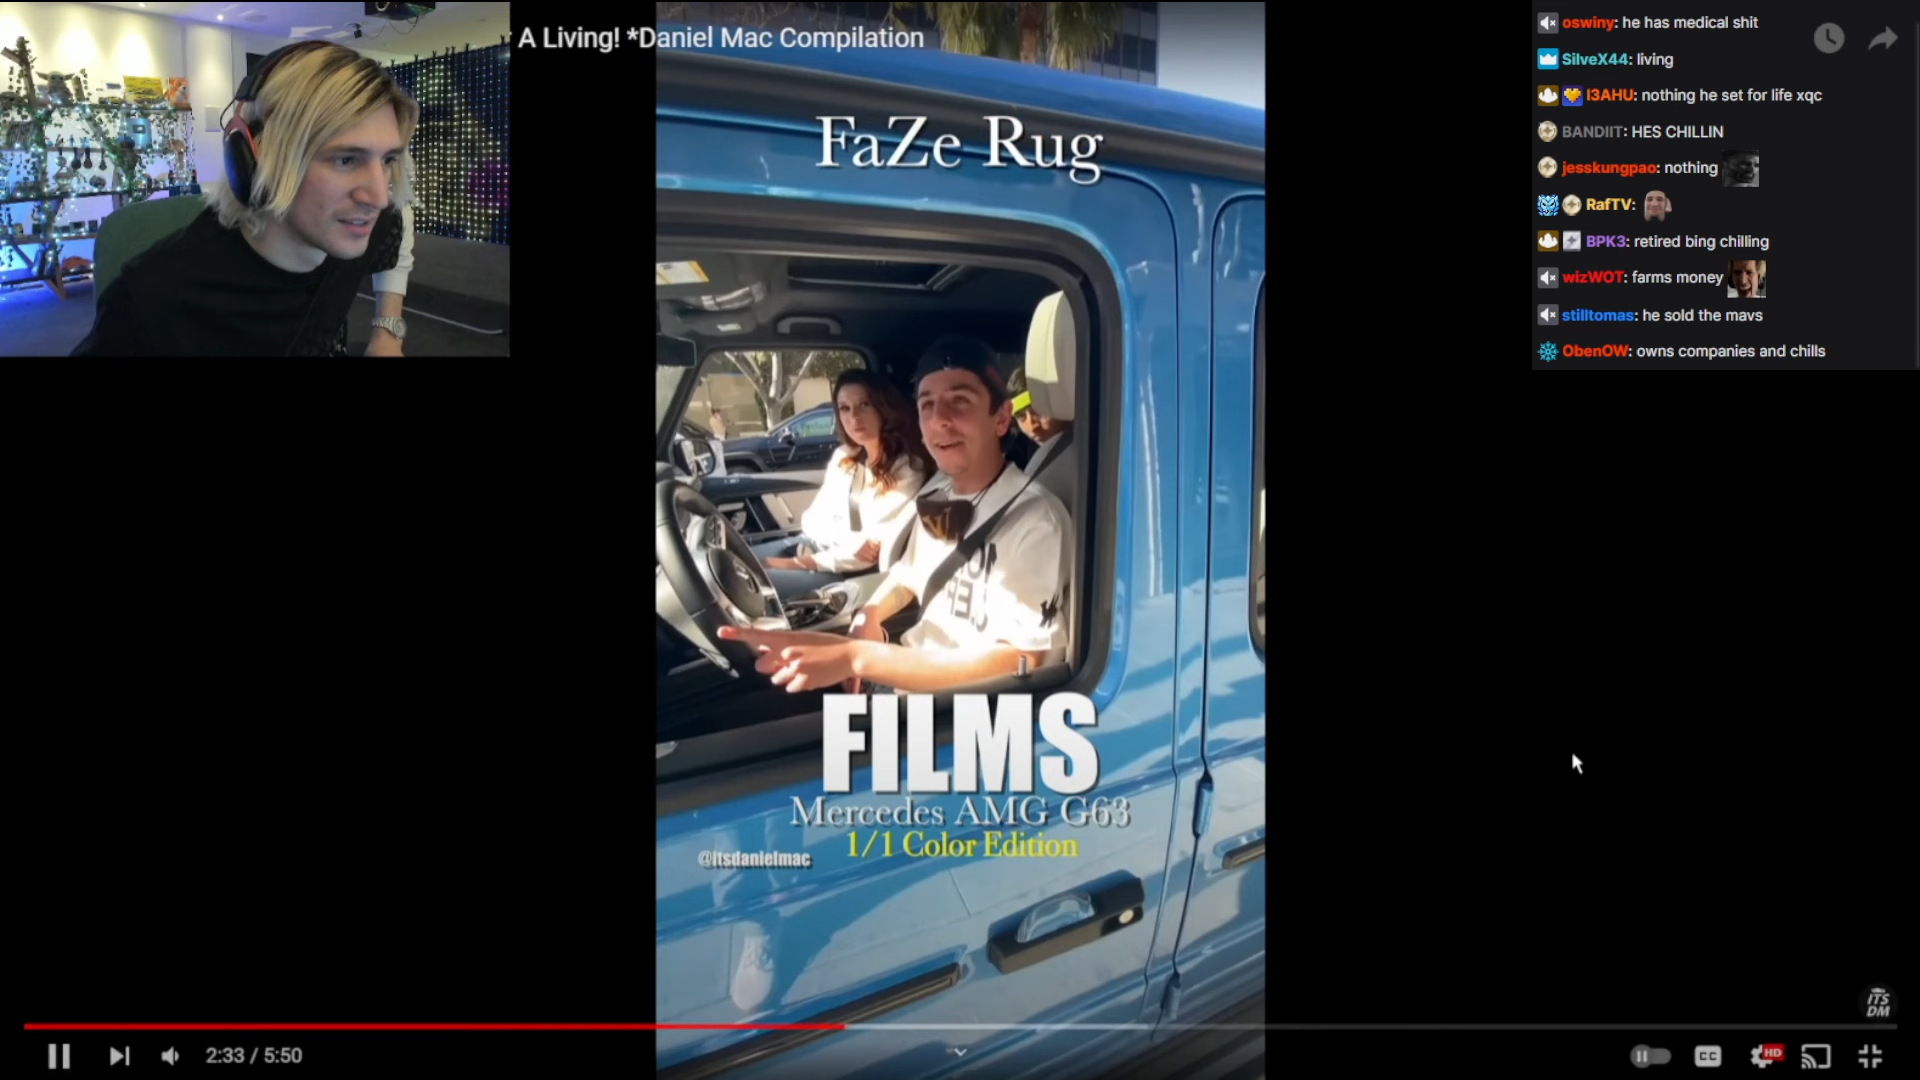 A Living! *Daniel Mac Compilation
FaZe Rug
FILMS
Mercedes AMG G63
1/1 Color Edition
@itsdanielmac
oswiny: he has medical shit
SilveX44: living
I3AHU: nothing he set for life xqc
BANDIIT: HES CHILLIN
jesskungpao: nothing
RafTV:
BPK3: retired bing chilling
wizWOT: farms money
stilltomas: he sold the mavs
ObenOW: owns companies and chills
ITS
DM
2:33 / 5:50
CC
HD